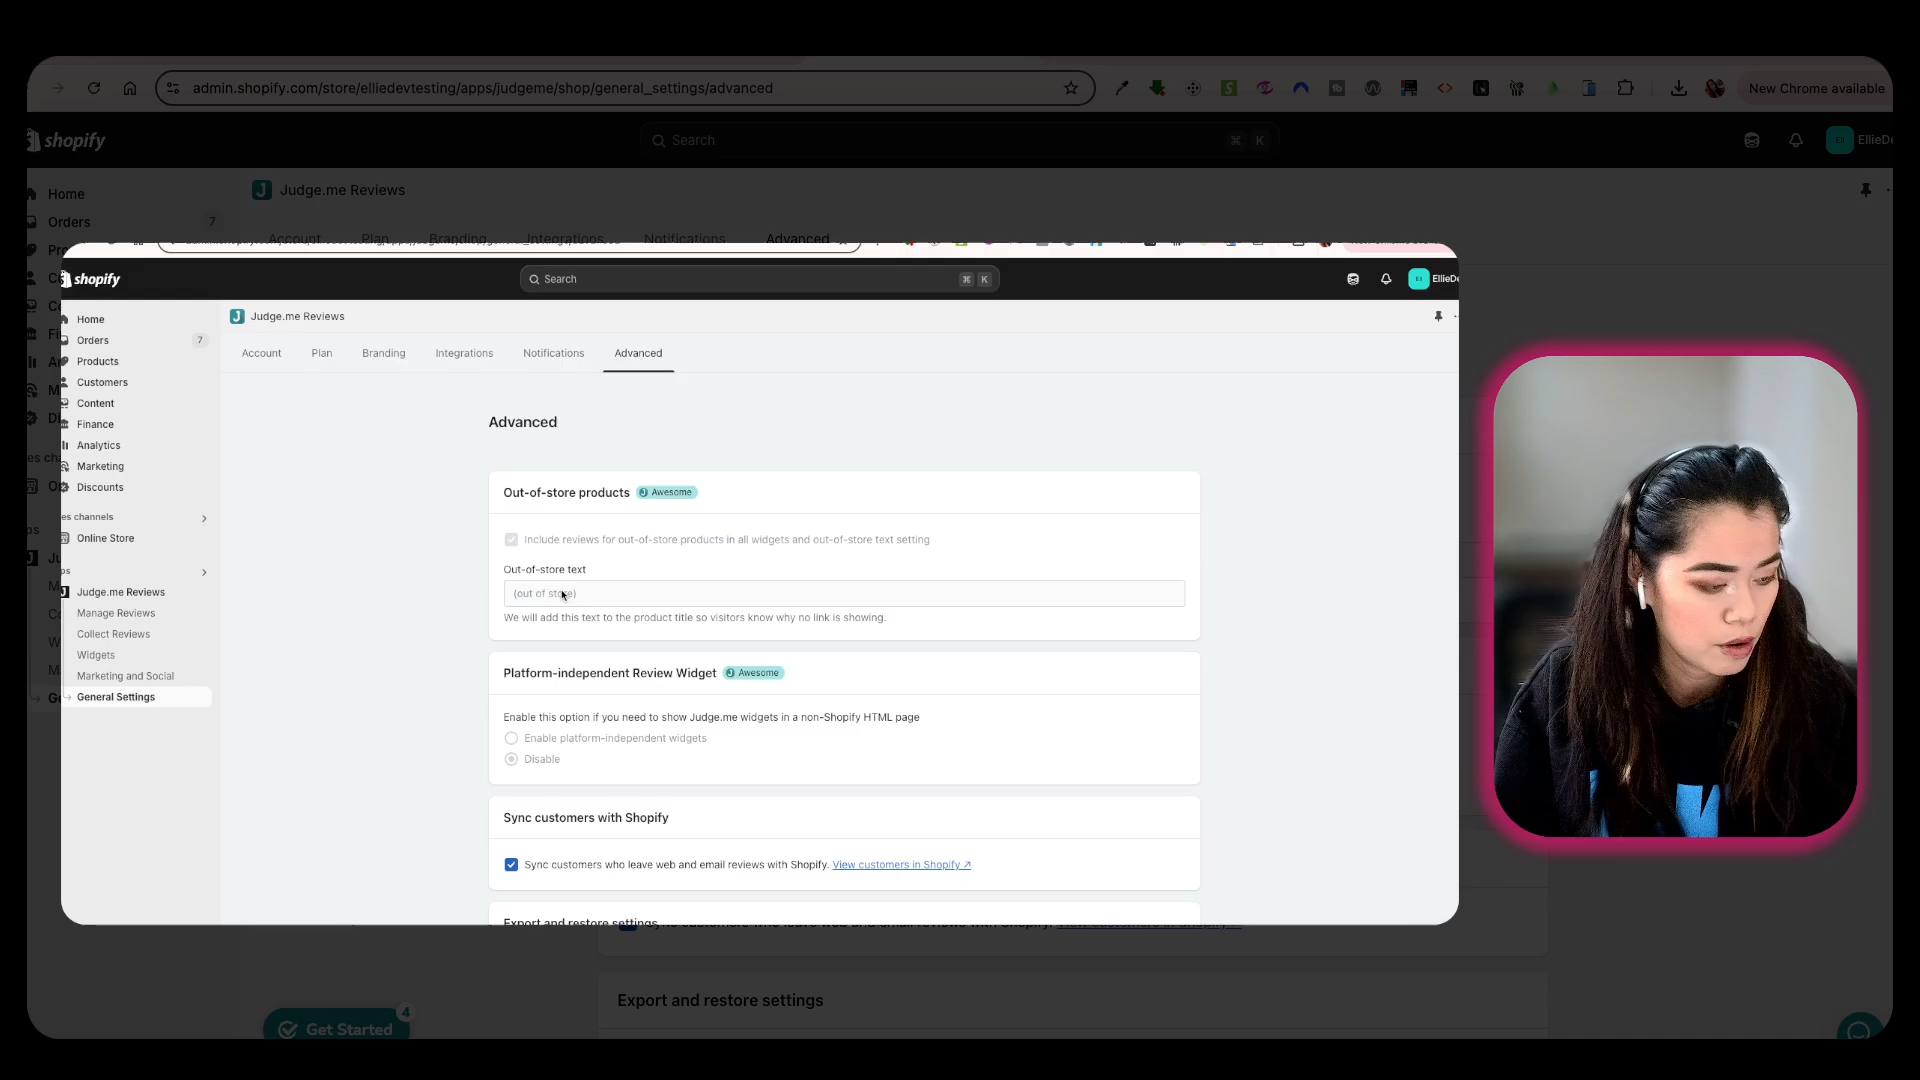 admin.shopify.com/store/elliedevtesting/apps/judgeme/shop/general_settings/advanced
New Chrome available
shopify
Search
⌘ K
EllieDe
Home
Orders
7
Judge.me Reviews
Account
Plan
Branding
Integrations
Notifications
Advanced
shopify
Search
⌘ K
EllieDe
Home
Orders
7
Products
Customers
Content
Finance
Analytics
Marketing
Discounts
es channels
Online Store
ps
Judge.me Reviews
Manage Reviews
Collect Reviews
Widgets
Marketing and Social
General Settings
Judge.me Reviews
Account
Plan
Branding
Integrations
Notifications
Advanced
Advanced
Out-of-store products
Awesome
Include reviews for out-of-store products in all widgets and out-of-store text setting
Out-of-store text
(out of store)
We will add this text to the product title so visitors know why no link is showing.
Platform-independent Review Widget
Awesome
Enable this option if you need to show Judge.me widgets in a non-Shopify HTML page
Enable platform-independent widgets
Disable
Sync customers with Shopify
Sync customers who leave web and email reviews with Shopify. View customers in Shopify ↗
Export and restore settings
Export and restore settings
Get Started
4